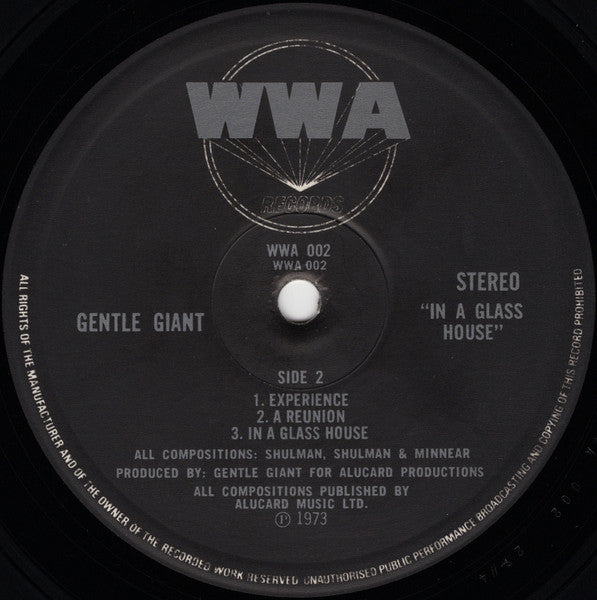 WWA
RECORDS
WWA 002
WWA 002
GENTLE GIANT
STEREO
“IN A GLASS
HOUSE”
SIDE 2
1. EXPERIENCE
2. A REUNION
3. IN A GLASS HOUSE
ALL COMPOSITIONS: SHULMAN, SHULMAN & MINNEAR
PRODUCED BY: GENTLE GIANT FOR ALUCARD PRODUCTIONS
ALL COMPOSITIONS PUBLISHED BY
ALUCARD MUSIC LTD.
℗ 1973
ALL RIGHTS OF THE MANUFACTURER AND OF THE OWNER OF THE RECORDED WORK RESERVED UNAUTHORISED PUBLIC PERFORMANCE BROADCASTING AND COPYING OF THIS RECORD PROHIBITED